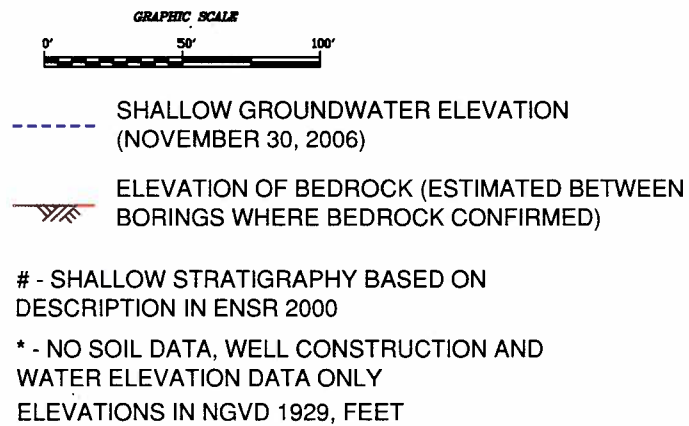 GRAPHIC SCALE
0' 50' 100'
SHALLOW GROUNDWATER ELEVATION
(NOVEMBER 30, 2006)
ELEVATION OF BEDROCK (ESTIMATED BETWEEN
BORINGS WHERE BEDROCK CONFIRMED)
# - SHALLOW STRATIGRAPHY BASED ON
DESCRIPTION IN ENSR 2000
* - NO SOIL DATA, WELL CONSTRUCTION AND
WATER ELEVATION DATA ONLY
ELEVATIONS IN NGVD 1929, FEET